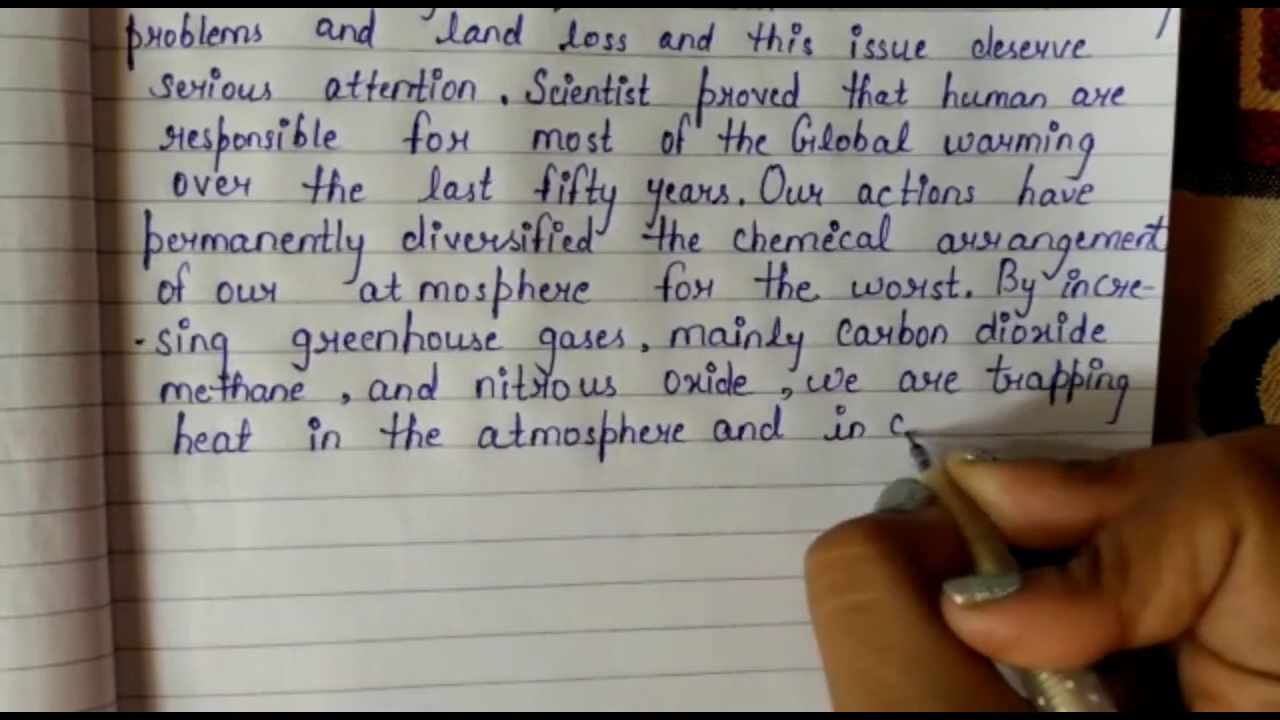 problems and land loss and this issue deserve
serious attention. Scientist proved that human are
responsible for most of the Global warming
over the last fifty years. Our actions have
permanently diversified the chemecal arrangement
of our atmosphere for the worst. By incre-
-sing greenhouse gases, mainly carbon dioxide
methane, and nitrous oxide, we are trapping
heat in the atmosphere and in c